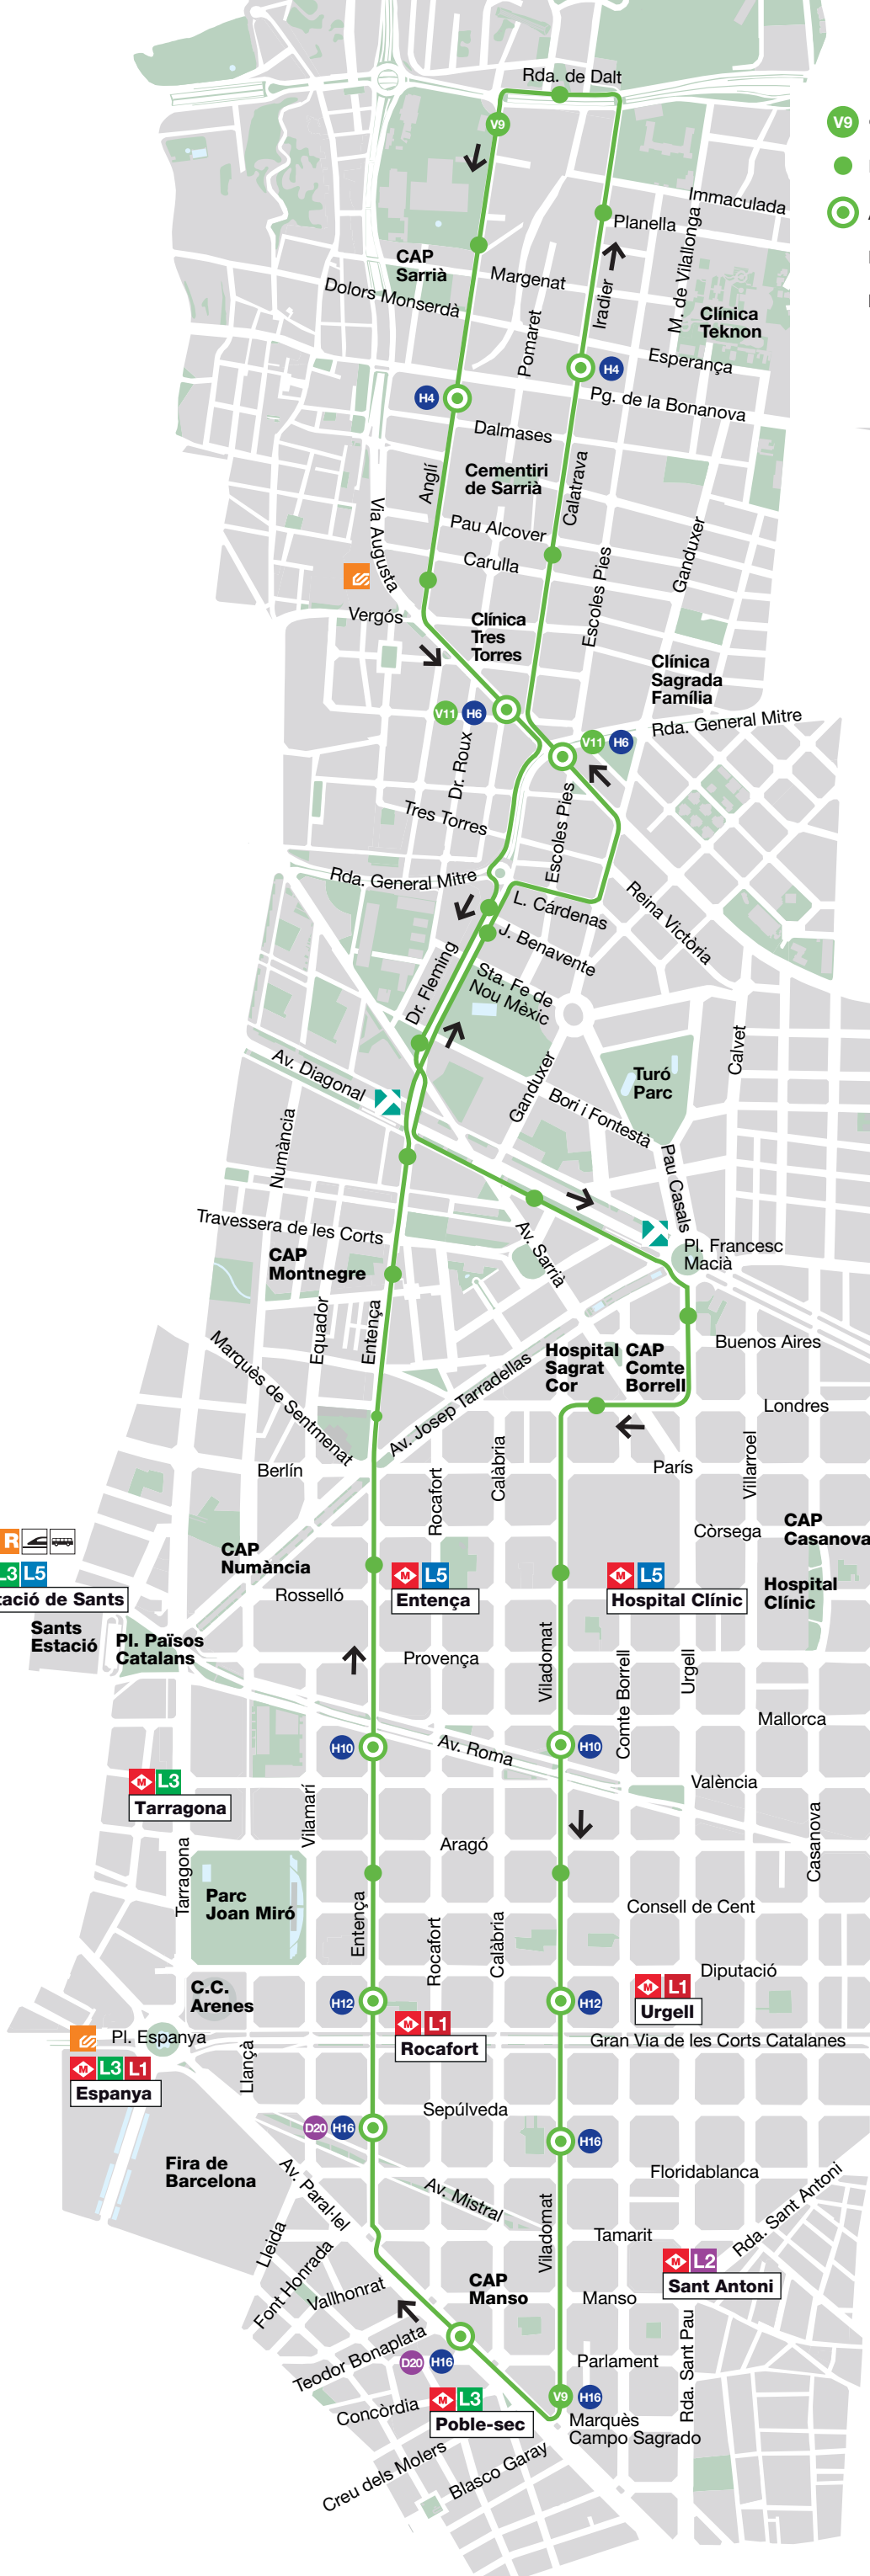 Rda. de Dalt
V9
V9
Immaculada
Planella
M. de Vilallonga
CAP
Sarrià
Margenat
Dolors Monserdà
Iradier
Clínica
Teknon
Pomaret
Esperança
H4
H4
Pg. de la Bonanova
Dalmases
Anglí
Cementiri
de Sarrià
Calatrava
Via Augusta
Pau Alcover
Carulla
Ganduxer
Escoles Pies
Vergós
Clínica
Tres
Torres
Clínica
Sagrada
Família
V11 H6
Rda. General Mitre
V11 H6
Dr. Roux
Tres Torres
Escoles Pies
Rda. General Mitre
L. Cárdenas
Reina Victòria
J. Benavente
Dr. Fleming
Sta. Fe de
Nou Mèxic
Calvet
Av. Diagonal
Turó
Parc
Ganduxer
Bori i Fontestà
Numància
Pau Casals
Travessera de les Corts
Av. Sarrià
Pl. Francesc
Macià
CAP
Montnegre
Equador
Entença
Buenos Aires
Marquès de Sentmenat
Hospital
Sagrat
Cor
CAP
Comte
Borrell
Av. Josep Tarradellas
Londres
Berlín
Rocafort
Calàbria
París
Villarroel
Còrsega
CAP
Casanova
R
L3 L5
tació de Sants
CAP
Numància
M L5
Entença
M L5
Hospital Clínic
Hospital
Clínic
Rosselló
Sants
Estació
Pl. Països
Catalans
Provença
Viladomat
Comte Borrell
Urgell
Mallorca
H10
Av. Roma
H10
M L3
Tarragona
València
Vilamarí
Aragó
Casanova
Tarragona
Parc
Joan Miró
Entença
Rocafort
Calàbria
Consell de Cent
Diputació
C.C.
Arenes
H12
H12
M L1
Urgell
M L1
Rocafort
Pl. Espanya
Gran Via de les Corts Catalanes
M L3 L1
Espanya
Llançà
Sepúlveda
D20 H16
H16
Fira de
Barcelona
Av. Paral·lel
Av. Mistral
Floridablanca
Viladomat
Tamarit
Rda. Sant Antoni
Lleida
Font Honrada
M L2
Sant Antoni
Vallhonrat
CAP
Manso
Manso
Teodor Bonaplata
D20 H16
Parlament
Rda. Sant Pau
Concòrdia
M L3
Poble-sec
V9 H16
Marquès
Campo Sagrado
Creu dels Molers
Blasco Garay